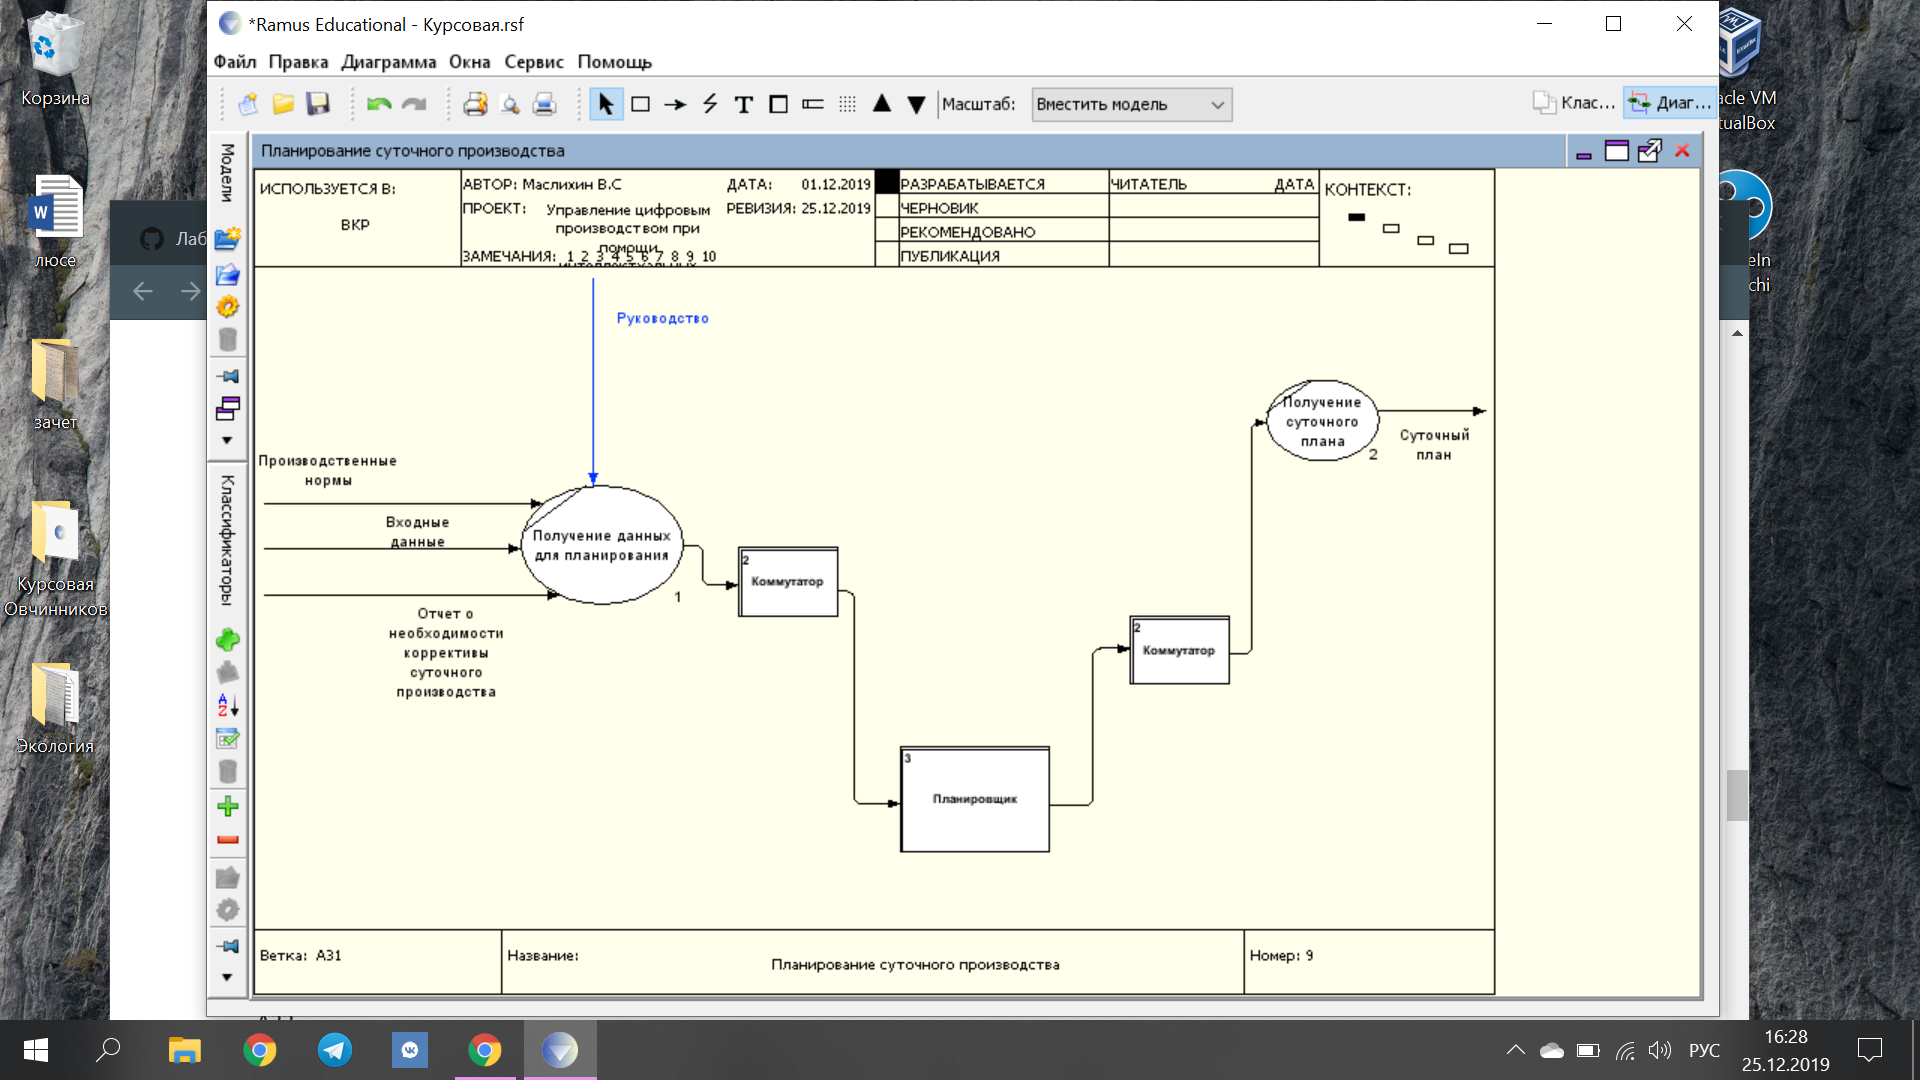 *Ramus Educational - Курсовая.rsf
Файл Правка Диаграмма Окна Сервис Помощь
Масштаб: Вместить модель
Клас...
Диаг...
Модели
Классификаторы
Планирование суточного производства
ИСПОЛЬЗУЕТСЯ В:
ВКР
АВТОР: Маслихин В.С
ДАТА: 01.12.2019
ПРОЕКТ: Управление цифровым
производством при
помощи
интеллектуальных
РЕВИЗИЯ: 25.12.2019
ЗАМЕЧАНИЯ: 1 2 3 4 5 6 7 8 9 10
РАЗРАБАТЫВАЕТСЯ
ЧЕРНОВИК
РЕКОМЕНДОВАНО
ПУБЛИКАЦИЯ
ЧИТАТЕЛЬ ДАТА
КОНТЕКСТ:
Руководство
Производственные
нормы
Входные
данные
Отчет о
необходимости
коррективы
суточного
производства
Получение данных
для планирования
1
2
Коммутатор
3
Планировщик
2
Коммутатор
Получение
суточного
плана
2
Суточный
план
Ветка: A31
Название:
Планирование суточного производства
Номер: 9
Корзина
люсе
зачет
Курсовая
Овчинников
Экология
Лаб
acle VM
tualBox
eln
chi
РУС
16:28
25.12.2019